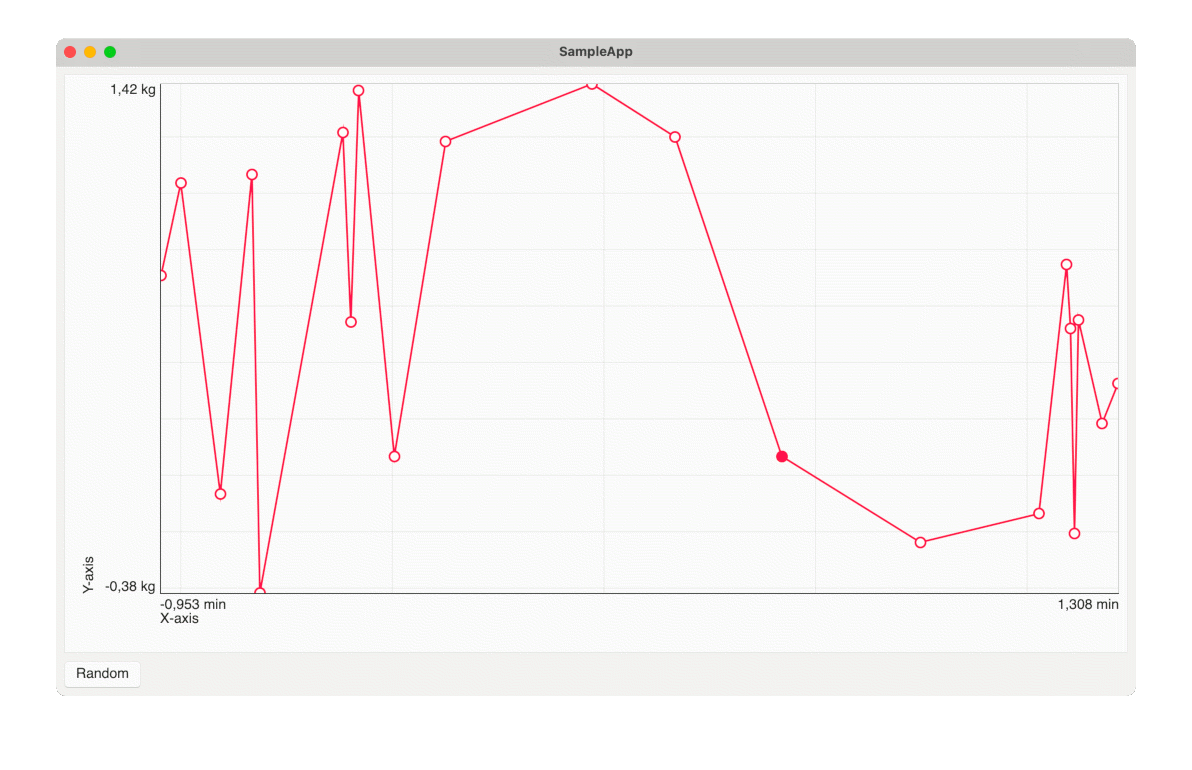 SampleApp
1,42 kg
Y-axis
-0,38 kg
-0,953 min
1,308 min
X-axis
Random